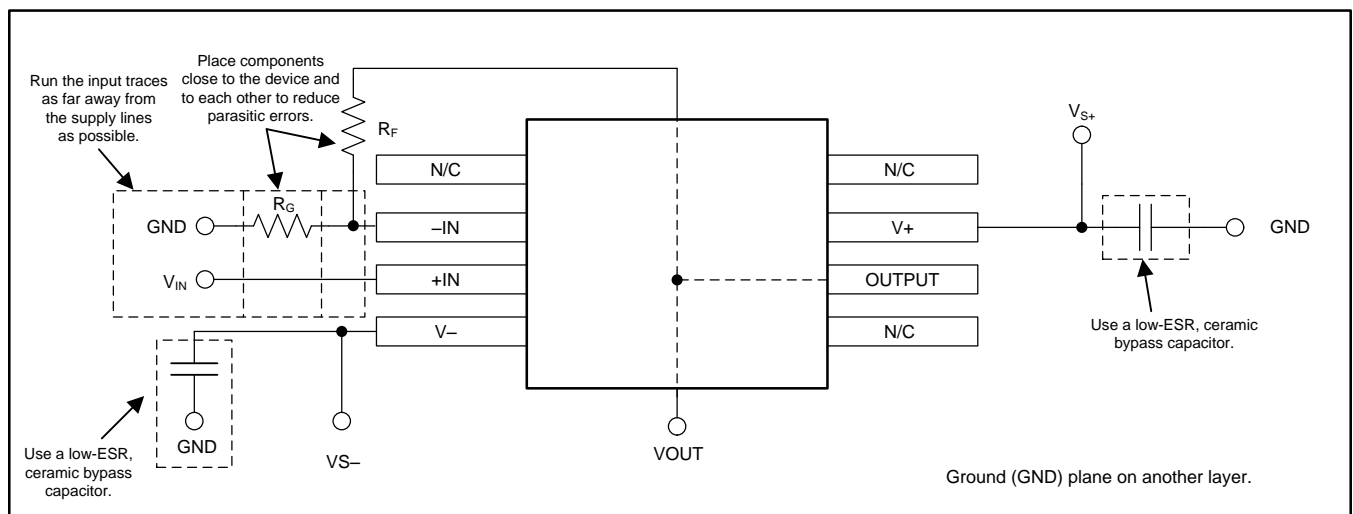 Run the input traces
as far away from
the supply lines
as possible.
Place components
close to the device and
to each other to reduce
parasitic errors.
RF
N/C
RG
GND
–IN
VIN
+IN
V–
GND
Use a low-ESR,
ceramic bypass
capacitor.
VS–
VOUT
N/C
V+
OUTPUT
N/C
VS+
GND
Use a low-ESR, ceramic
bypass capacitor.
Ground (GND) plane on another layer.